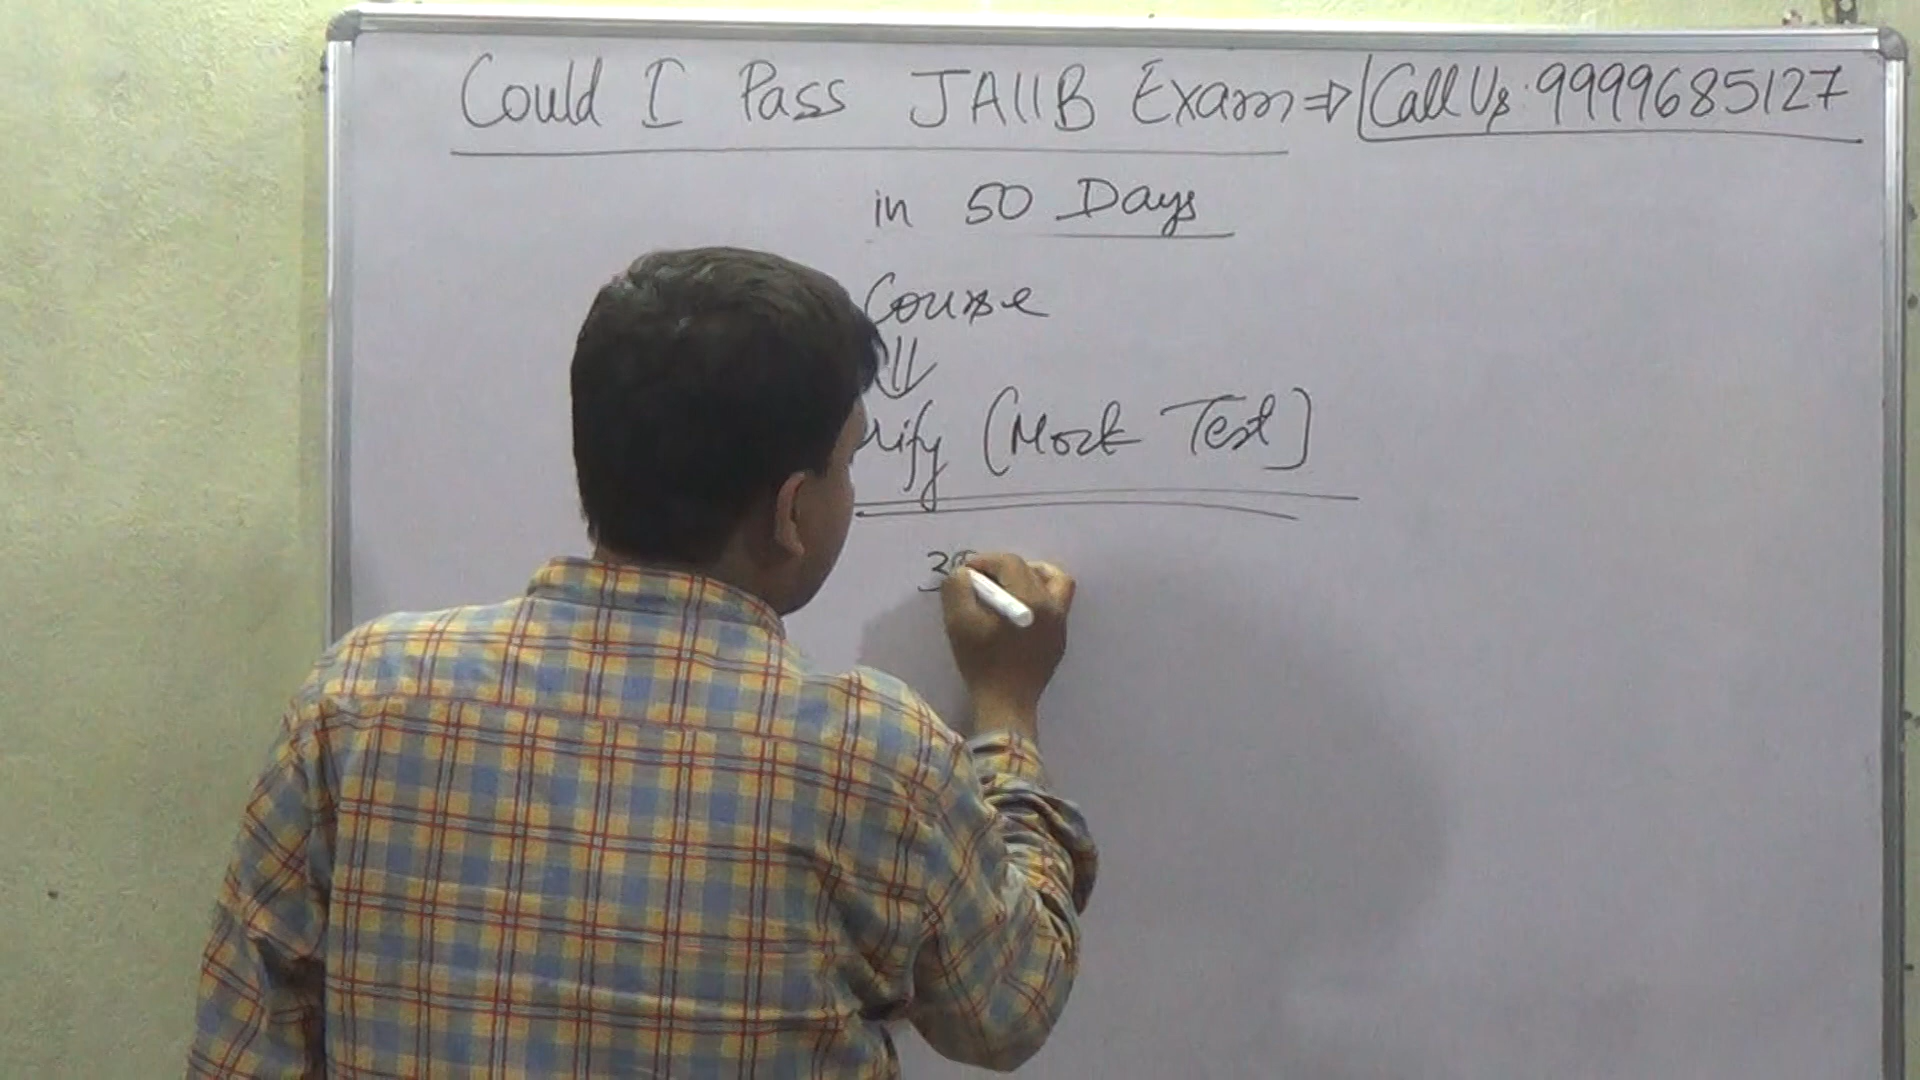 Could I Pass JAIIB Exam ⇒ Call Us: 9999685127
in 50 Days
Course
(Mock Test]